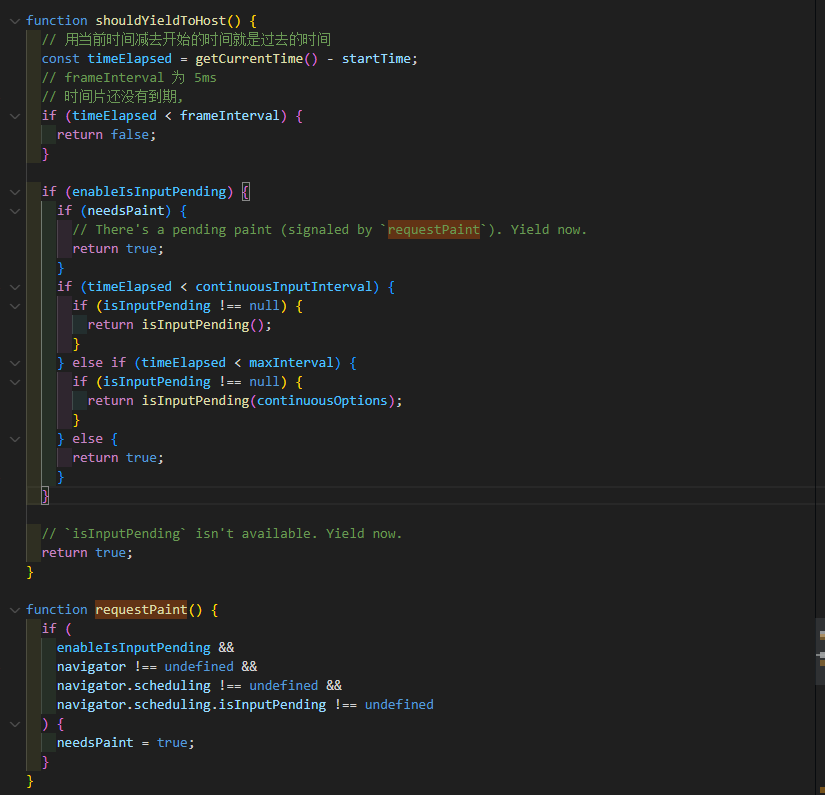 function shouldYieldToHost() {
  // 用当前时间减去开始的时间就是过去的时间
  const timeElapsed = getCurrentTime() - startTime;
  // frameInterval 为 5ms
  // 时间片还没有到期,
  if (timeElapsed < frameInterval) {
    return false;
  }

  if (enableIsInputPending) {
    if (needsPaint) {
      // There's a pending paint (signaled by `requestPaint`). Yield now.
      return true;
    }
    if (timeElapsed < continuousInputInterval) {
      if (isInputPending !== null) {
        return isInputPending();
      }
    } else if (timeElapsed < maxInterval) {
      if (isInputPending !== null) {
        return isInputPending(continuousOptions);
      }
    } else {
      return true;
    }
  }

  // `isInputPending` isn't available. Yield now.
  return true;
}

function requestPaint() {
  if (
    enableIsInputPending &&
    navigator !== undefined &&
    navigator.scheduling !== undefined &&
    navigator.scheduling.isInputPending !== undefined
  ) {
    needsPaint = true;
  }
}